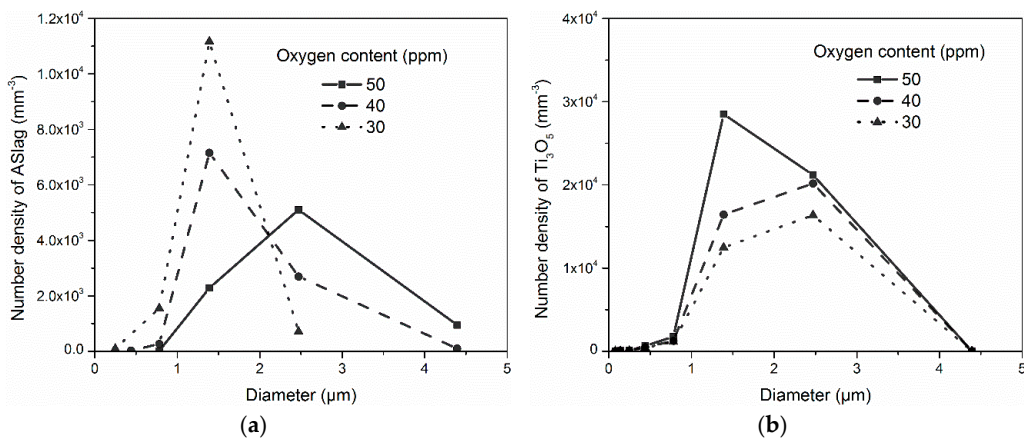 1.2x10⁴
1.0x10⁴
8.0x10³
6.0x10³
4.0x10³
2.0x10³
0.0
Number density of ASlag (mm⁻³)
Oxygen content (ppm)
50
40
30
0 1 2 3 4 5
Diameter (µm)
(a)
4x10⁴
3x10⁴
2x10⁴
1x10⁴
0
Number density of Ti₃O₅ (mm⁻³)
Oxygen content (ppm)
50
40
30
0 1 2 3 4 5
Diameter (µm)
(b)